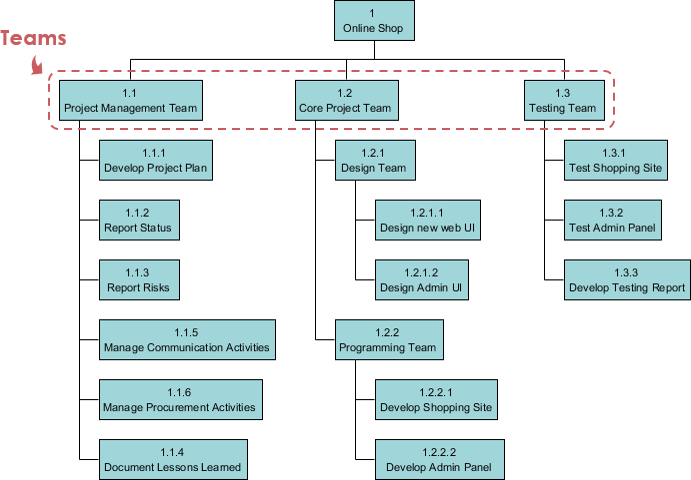 1
Online Shop
Teams
1.1
Project Management Team
1.2
Core Project Team
1.3
Testing Team
1.1.1
Develop Project Plan
1.1.2
Report Status
1.1.3
Report Risks
1.1.5
Manage Communication Activities
1.1.6
Manage Procurement Activities
1.1.4
Document Lessons Learned
1.2.1
Design Team
1.2.1.1
Design new web UI
1.2.1.2
Design Admin UI
1.2.2
Programming Team
1.2.2.1
Develop Shopping Site
1.2.2.2
Develop Admin Panel
1.3.1
Test Shopping Site
1.3.2
Test Admin Panel
1.3.3
Develop Testing Report